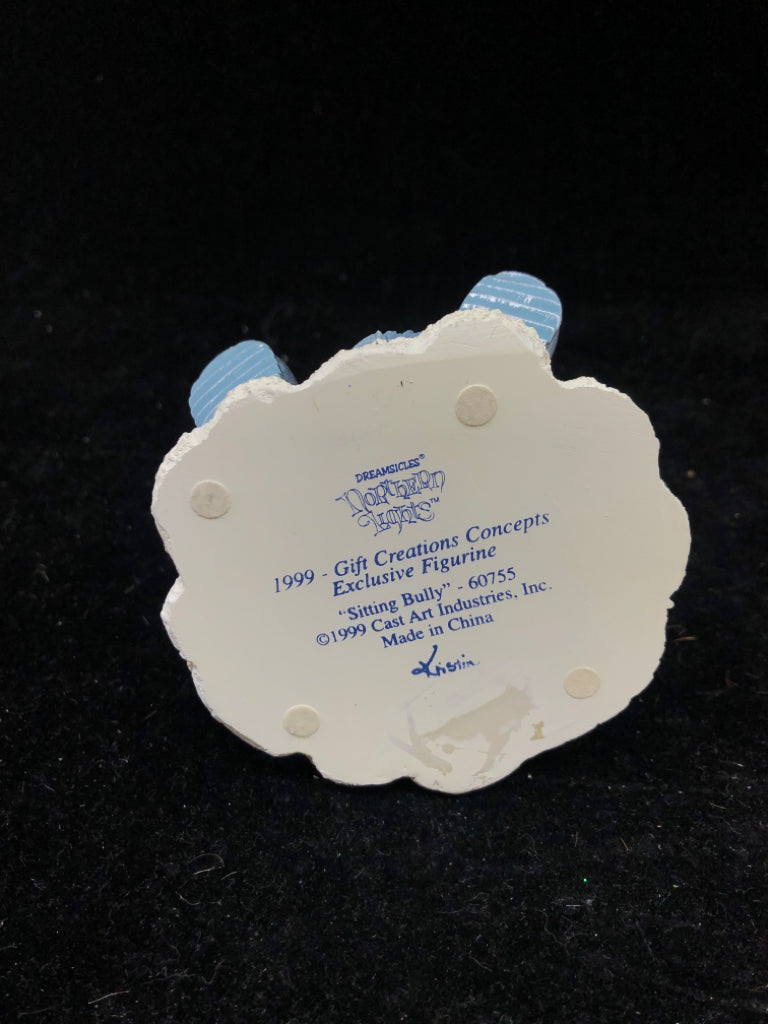 DREAMSICLES®
Northern
Lights™
1999 - Gift Creations Concepts
Exclusive Figurine
“Sitting Bully” - 60755
©1999 Cast Art Industries, Inc.
Made in China
Kristin